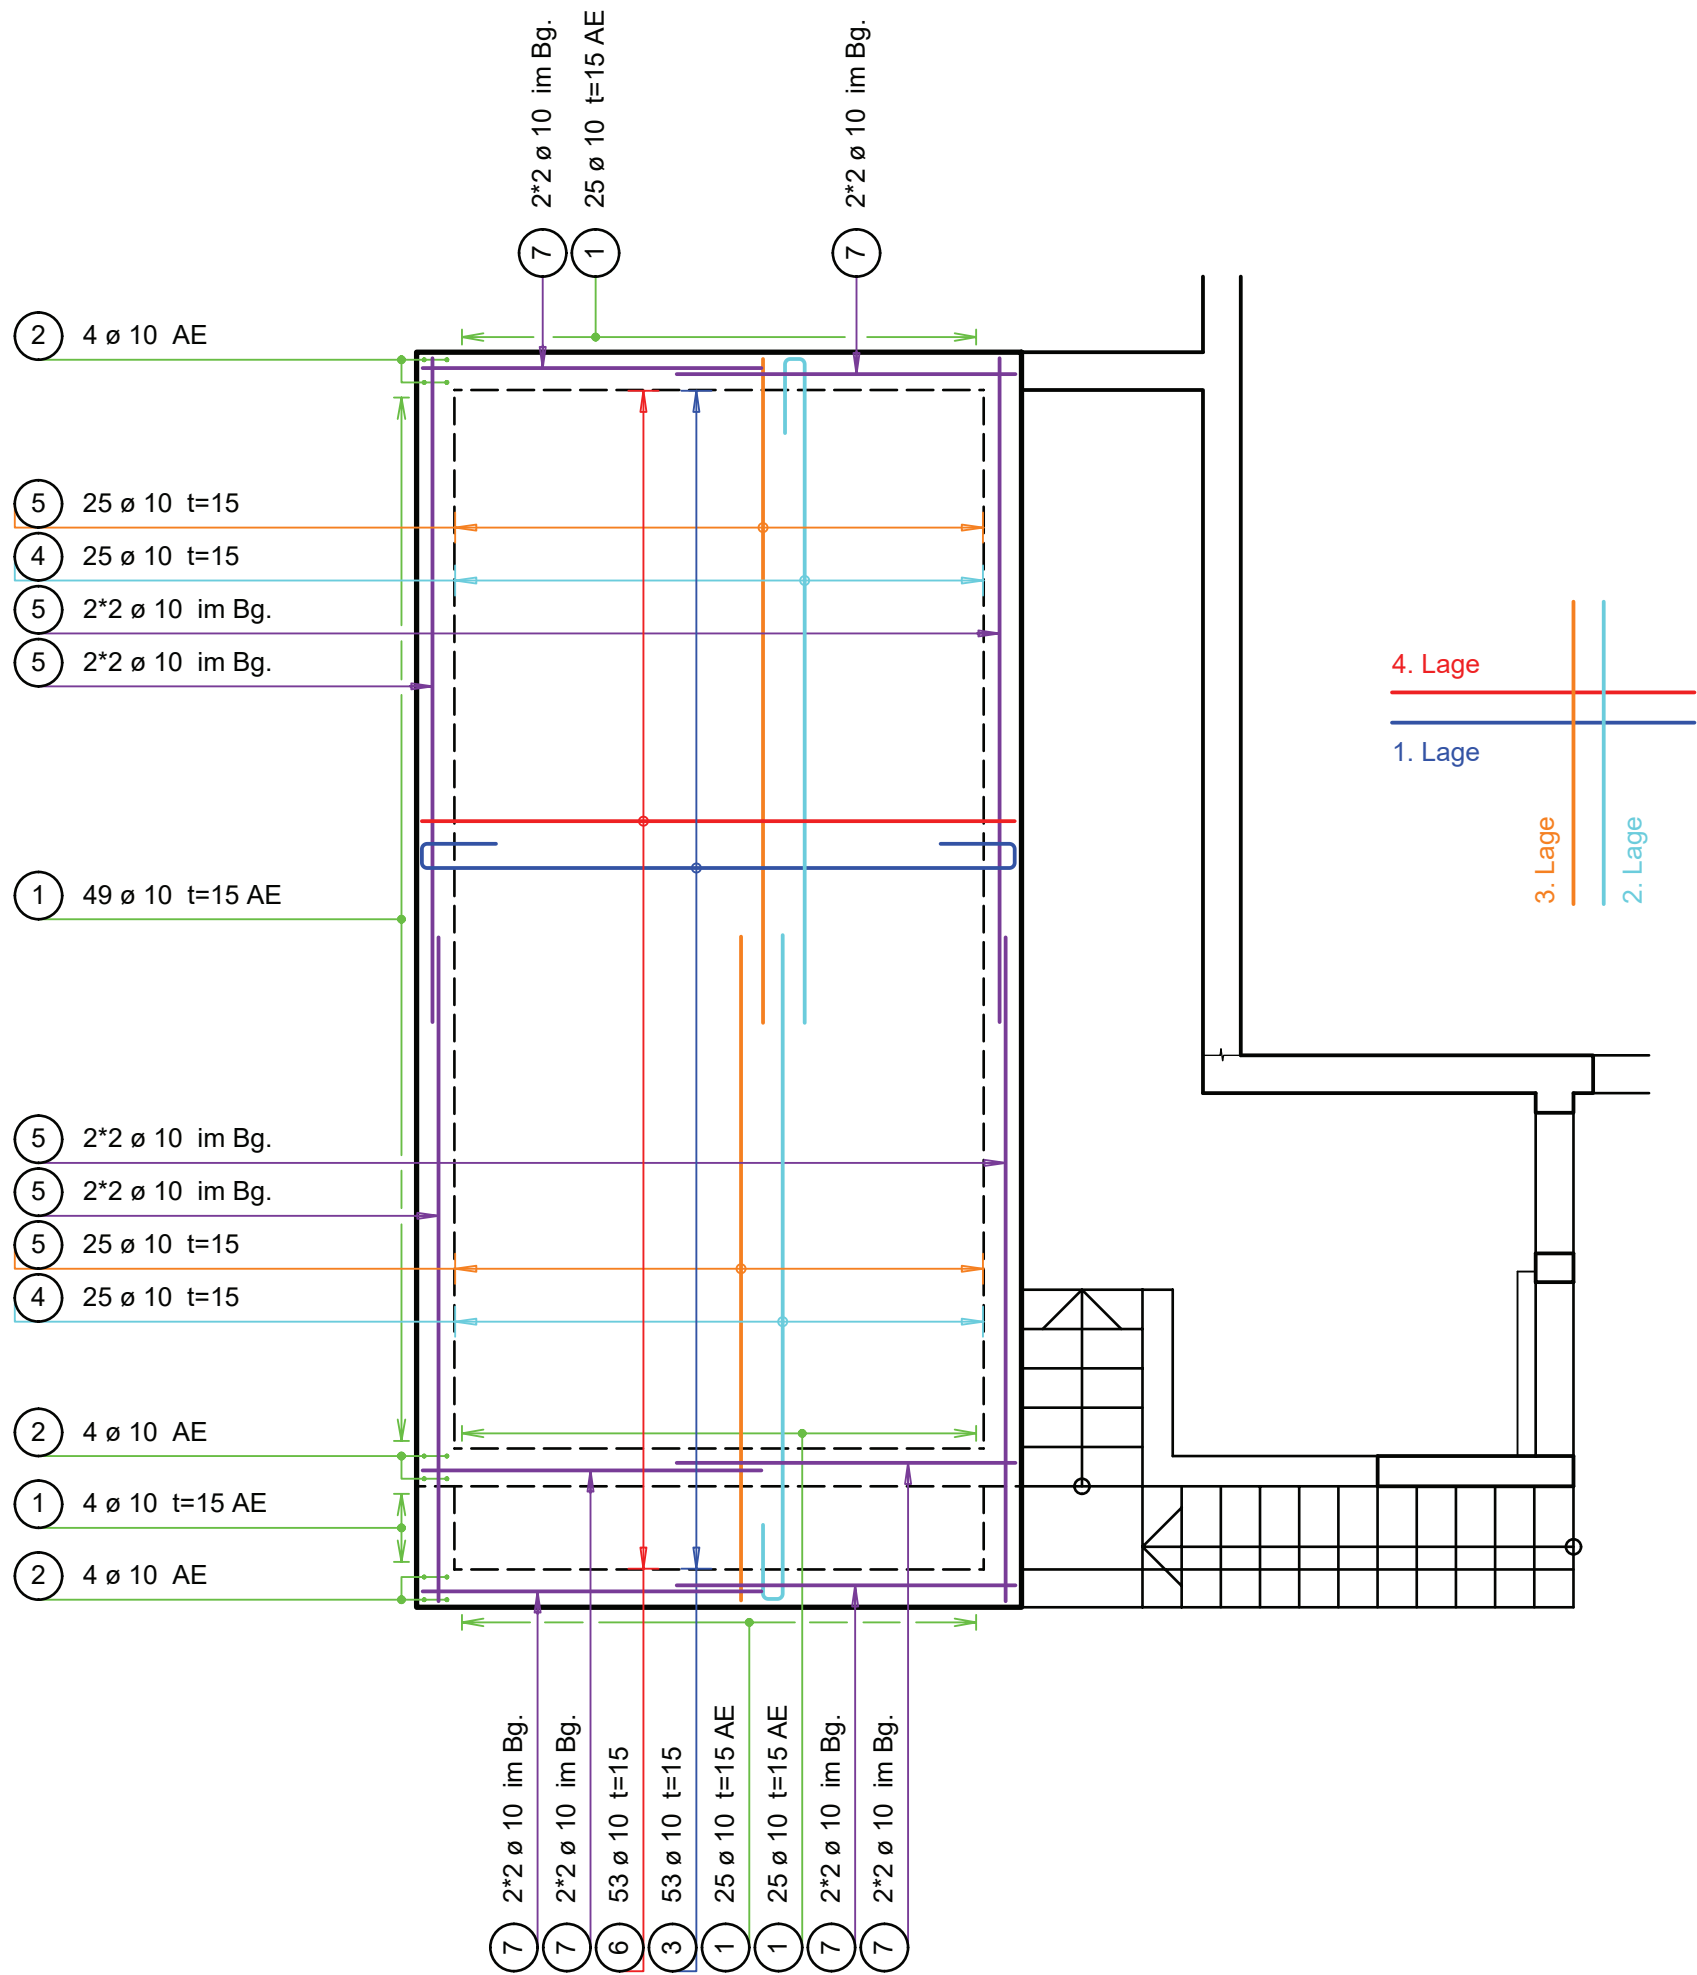 7 2*2 ø 10 im Bg.
1 25 ø 10 t=15 AE
7 2*2 ø 10 im Bg.
2 4 ø 10 AE
5 25 ø 10 t=15
4 25 ø 10 t=15
5 2*2 ø 10 im Bg.
5 2*2 ø 10 im Bg.
4. Lage
1. Lage
3. Lage
2. Lage
1 49 ø 10 t=15 AE
5 2*2 ø 10 im Bg.
5 2*2 ø 10 im Bg.
5 25 ø 10 t=15
4 25 ø 10 t=15
2 4 ø 10 AE
1 4 ø 10 t=15 AE
2 4 ø 10 AE
7 2*2 ø 10 im Bg.
7 2*2 ø 10 im Bg.
6 53 ø 10 t=15
3 53 ø 10 t=15
1 25 ø 10 t=15 AE
1 25 ø 10 t=15 AE
7 2*2 ø 10 im Bg.
7 2*2 ø 10 im Bg.